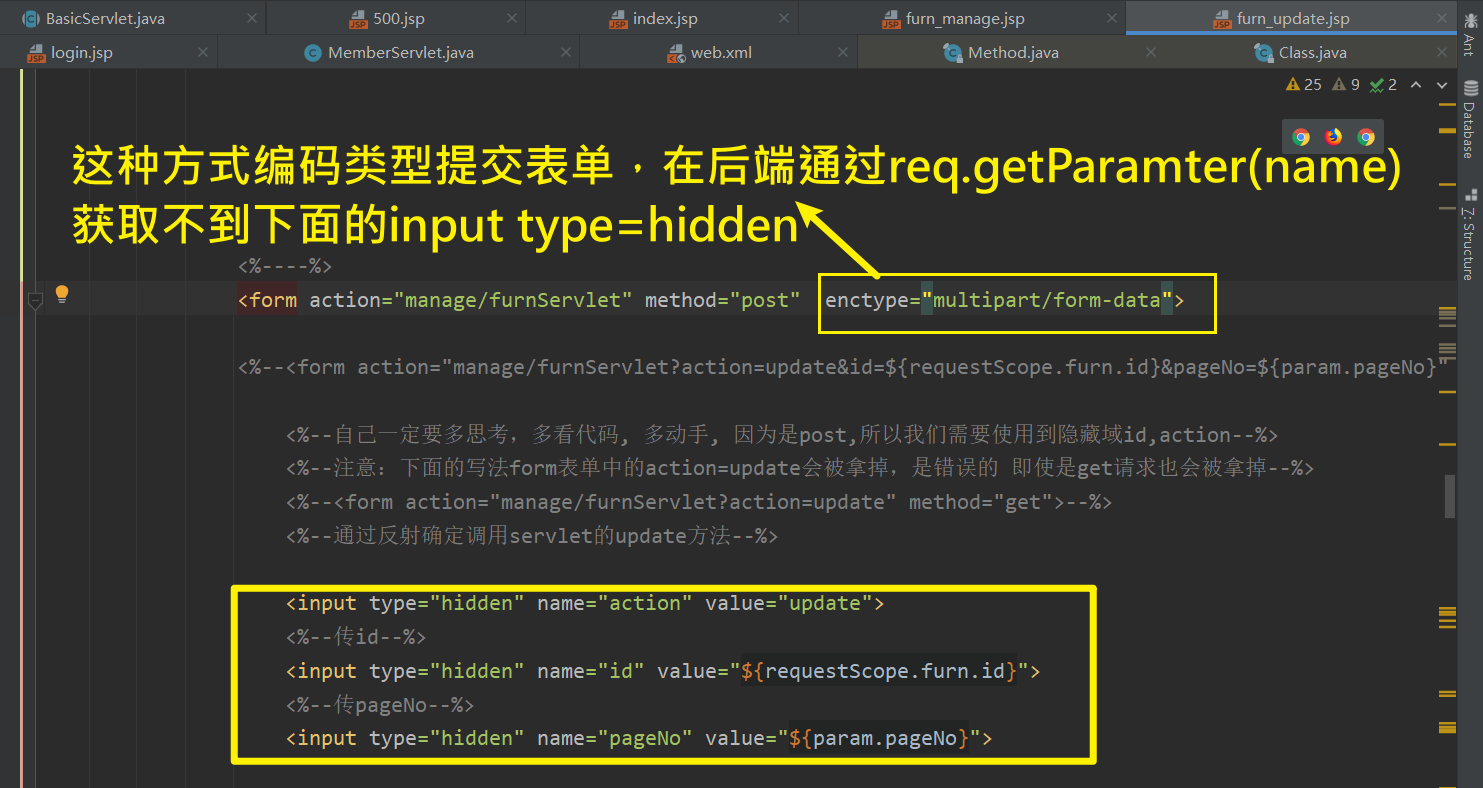 BasicServlet.java 500.jsp index.jsp furn_manage.jsp furn_update.jsp
login.jsp MemberServlet.java web.xml Method.java Class.java
Ant
Database
Z: Structure
25 9 2
这种方式编码类型提交表单，在后端通过req.getParamter(name)
获取不到下面的input type=hidden
<%----%>
<form action="manage/furnServlet" method="post" enctype="multipart/form-data">
<%--<form action="manage/furnServlet?action=update&id=${requestScope.furn.id}&pageNo=${param.pageNo}"
<%--自己一定要多思考，多看代码, 多动手, 因为是post,所以我们需要使用到隐藏域id,action--%>
<%--注意：下面的写法form表单中的action=update会被拿掉，是错误的 即使是get请求也会被拿掉--%>
<%--<form action="manage/furnServlet?action=update" method="get">--%>
<%--通过反射确定调用servlet的update方法--%>
<input type="hidden" name="action" value="update">
<%--传id--%>
<input type="hidden" name="id" value="${requestScope.furn.id}">
<%--传pageNo--%>
<input type="hidden" name="pageNo" value="${param.pageNo}">